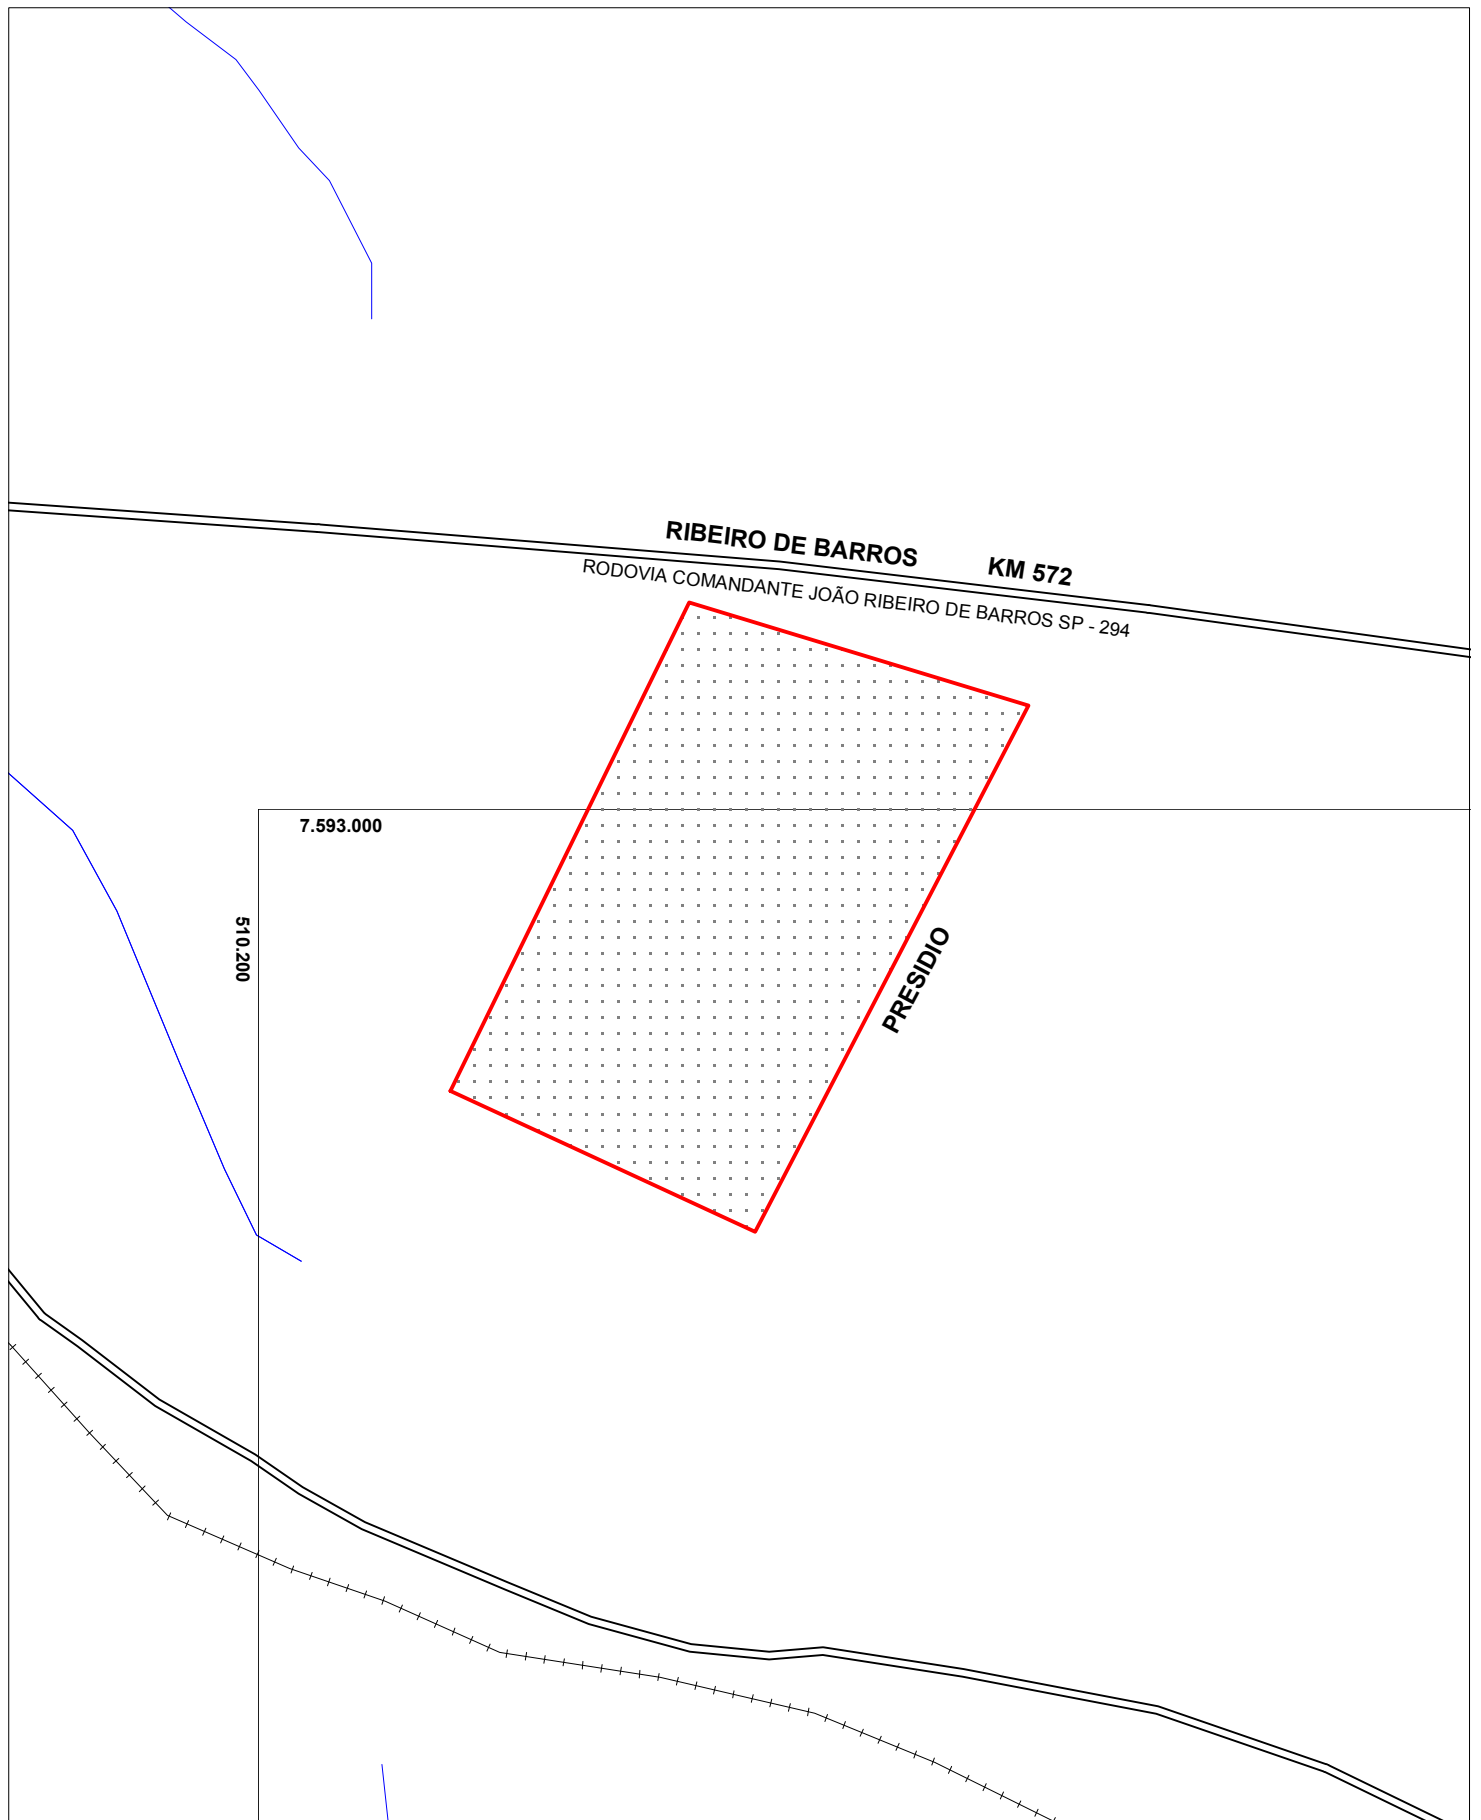 RIBEIRO DE BARROS
KM 572
RODOVIA COMANDANTE JOÃO RIBEIRO DE BARROS SP - 294
7.593.000
510.200
PRESIDIO